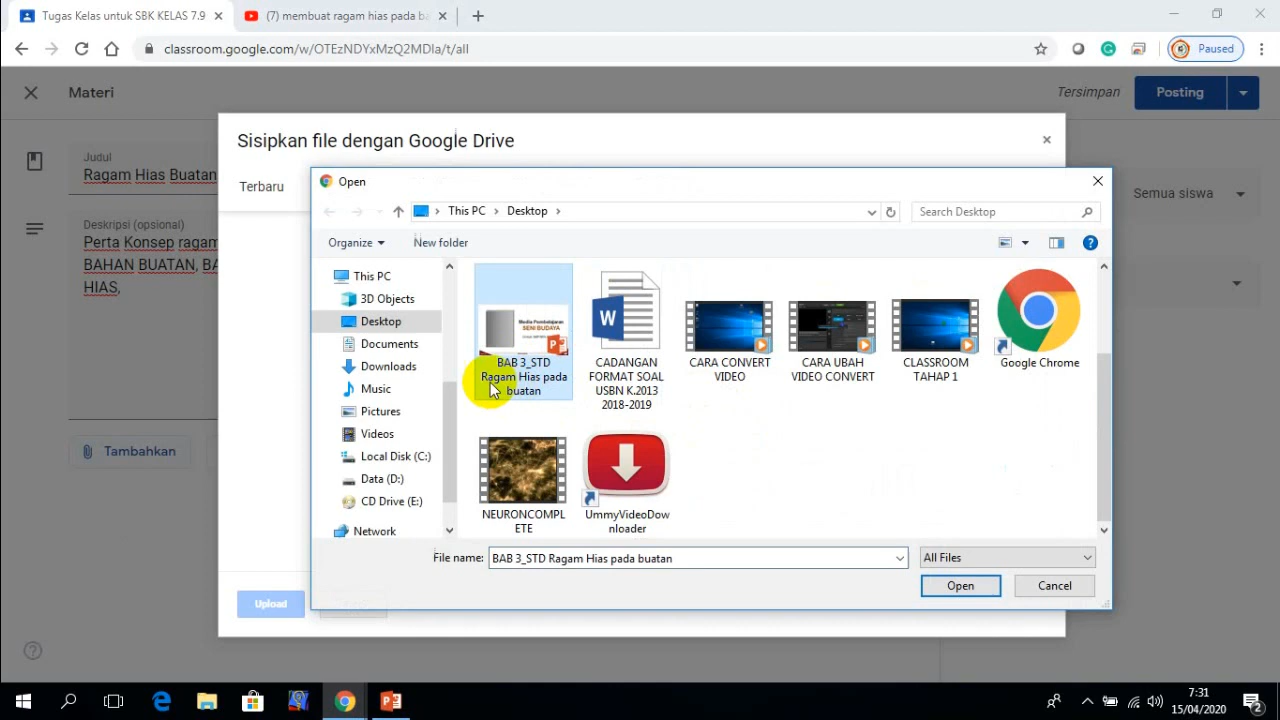 Tugas Kelas untuk SBK KELAS 7.9
(7) membuat ragam hias pada ba
classroom.google.com/w/OTEzNDYxMzQ2MDla/t/all
Paused
Materi
Tersimpan
Posting
Sisipkan file dengan Google Drive
Judul
Ragam Hias Buatan
Terbaru
Semua siswa
Open
This PC
Desktop
Search Desktop
Deskripsi (opsional)
Perta Konsep ragam
BAHAN BUATAN, BA
HIAS,
Organize
New folder
This PC
3D Objects
Desktop
Documents
Downloads
Music
Pictures
Videos
Local Disk (C:)
Data (D:)
CD Drive (E:)
Network
Media Pembelajaran
SENI BUDAYA
BAB 3_STD
Ragam Hias pada
buatan
W
CADANGAN
FORMAT SOAL
USBN K.2013
2018-2019
CARA CONVERT
VIDEO
CARA UBAH
VIDEO CONVERT
CLASSROOM
TAHAP 1
Google Chrome
NEURONCOMPL
ETE
UmmyVideoDow
nloader
Tambahkan
File name:
BAB 3_STD Ragam Hias pada buatan
All Files
Open
Cancel
Upload
7:31
15/04/2020
2